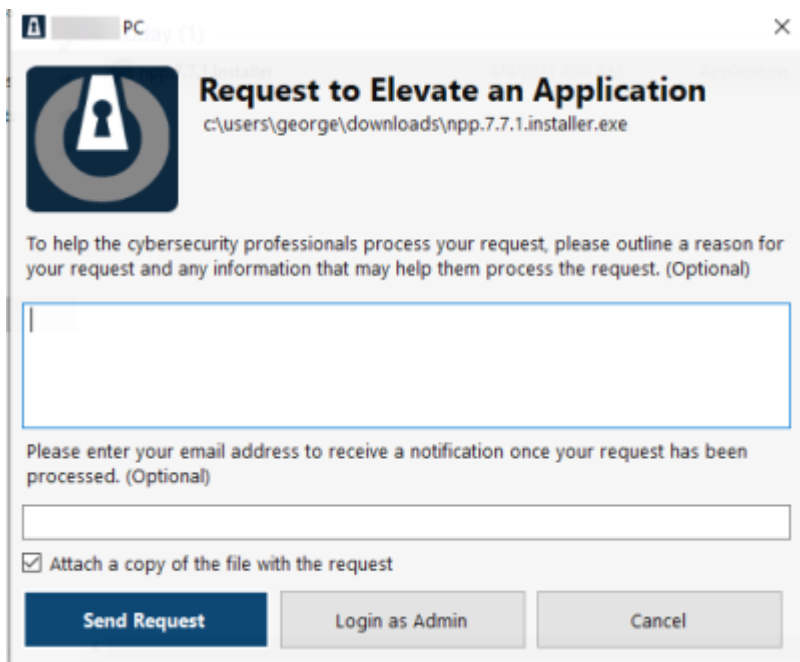 PC
Request to Elevate an Application
c:\users\george\downloads\npp.7.7.1.installer.exe
To help the cybersecurity professionals process your request, please outline a reason for
your request and any information that may help them process the request. (Optional)
Please enter your email address to receive a notification once your request has been
processed. (Optional)
Attach a copy of the file with the request
Send Request
Login as Admin
Cancel